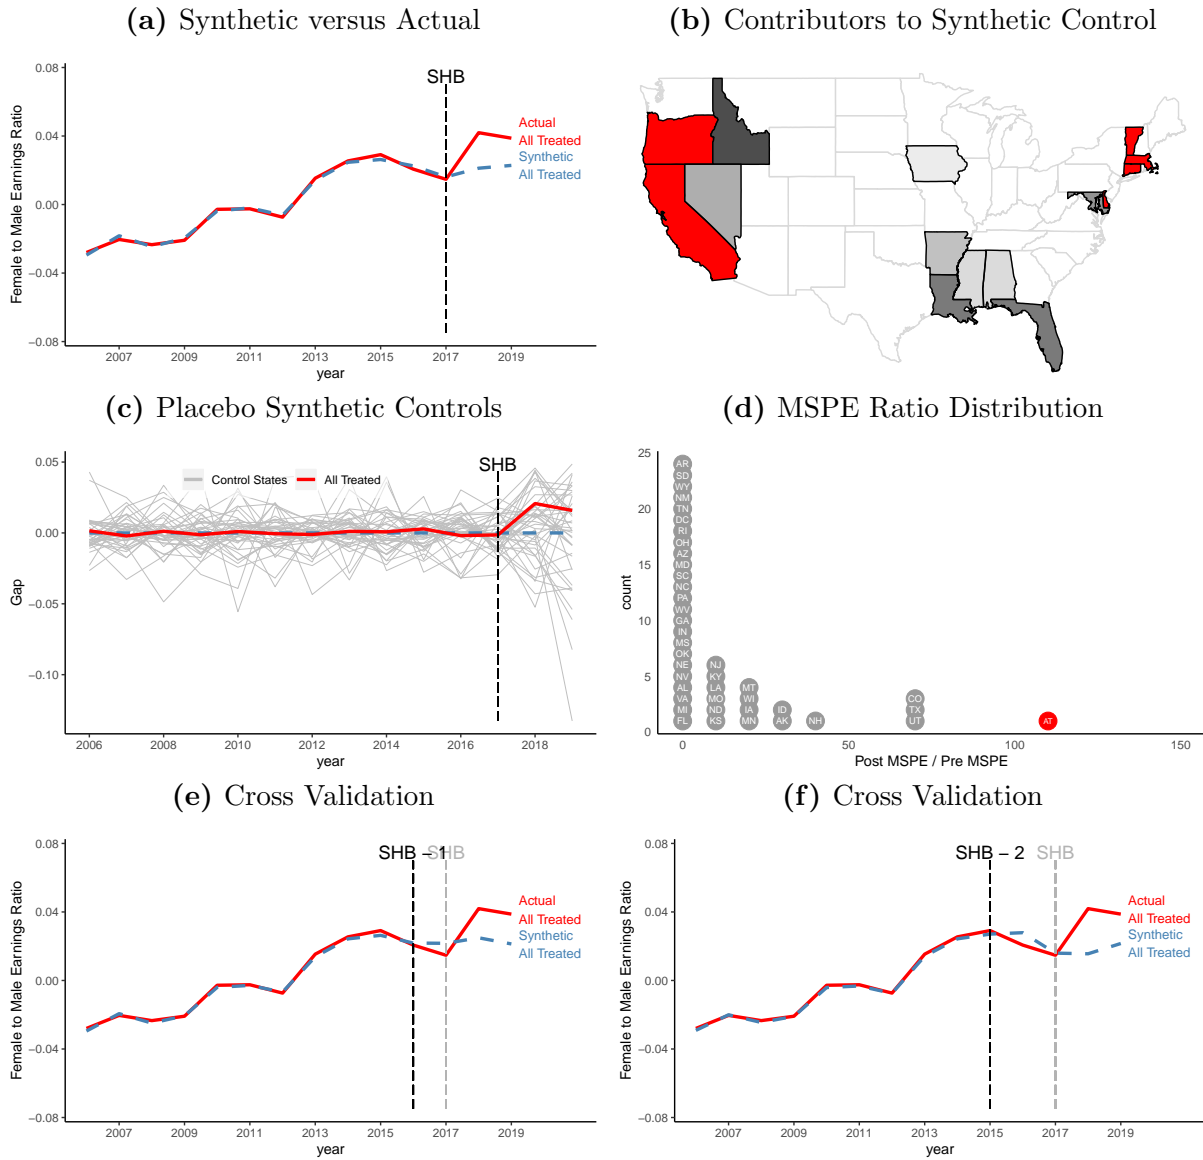 (a) Synthetic versus Actual
0.08
0.04
0.00
−0.04
−0.08
Female to Male Earnings Ratio
SHB
Actual
All Treated
Synthetic
All Treated
2007 2009 2011 2013 2015 2017 2019
year
(b) Contributors to Synthetic Control
(c) Placebo Synthetic Controls
0.05
0.00
−0.05
−0.10
Gap
SHB
Control States All Treated
2006 2008 2010 2012 2014 2016 2018
year
(d) MSPE Ratio Distribution
25
20
15
10
5
0
count
AR
SD
WY
NM
TN
DC
RI
OH
AZ
MD
SC
NC
PA
WV
GA
IN
MS
OK
NE
NV
AL
VA
MI
FL
NJ
KY
LA
MO
ND
KS
MT
WI
IA
MN
ID
AK
NH
CO
TX
UT
AT
0 50 100 150
Post MSPE / Pre MSPE
(e) Cross Validation
0.08
0.04
0.00
−0.04
−0.08
Female to Male Earnings Ratio
SHB − 1
SHB
Actual
All Treated
Synthetic
All Treated
2007 2009 2011 2013 2015 2017 2019
year
(f) Cross Validation
0.08
0.04
0.00
−0.04
−0.08
Female to Male Earnings Ratio
SHB − 2
SHB
Actual
All Treated
Synthetic
All Treated
2007 2009 2011 2013 2015 2017 2019
year